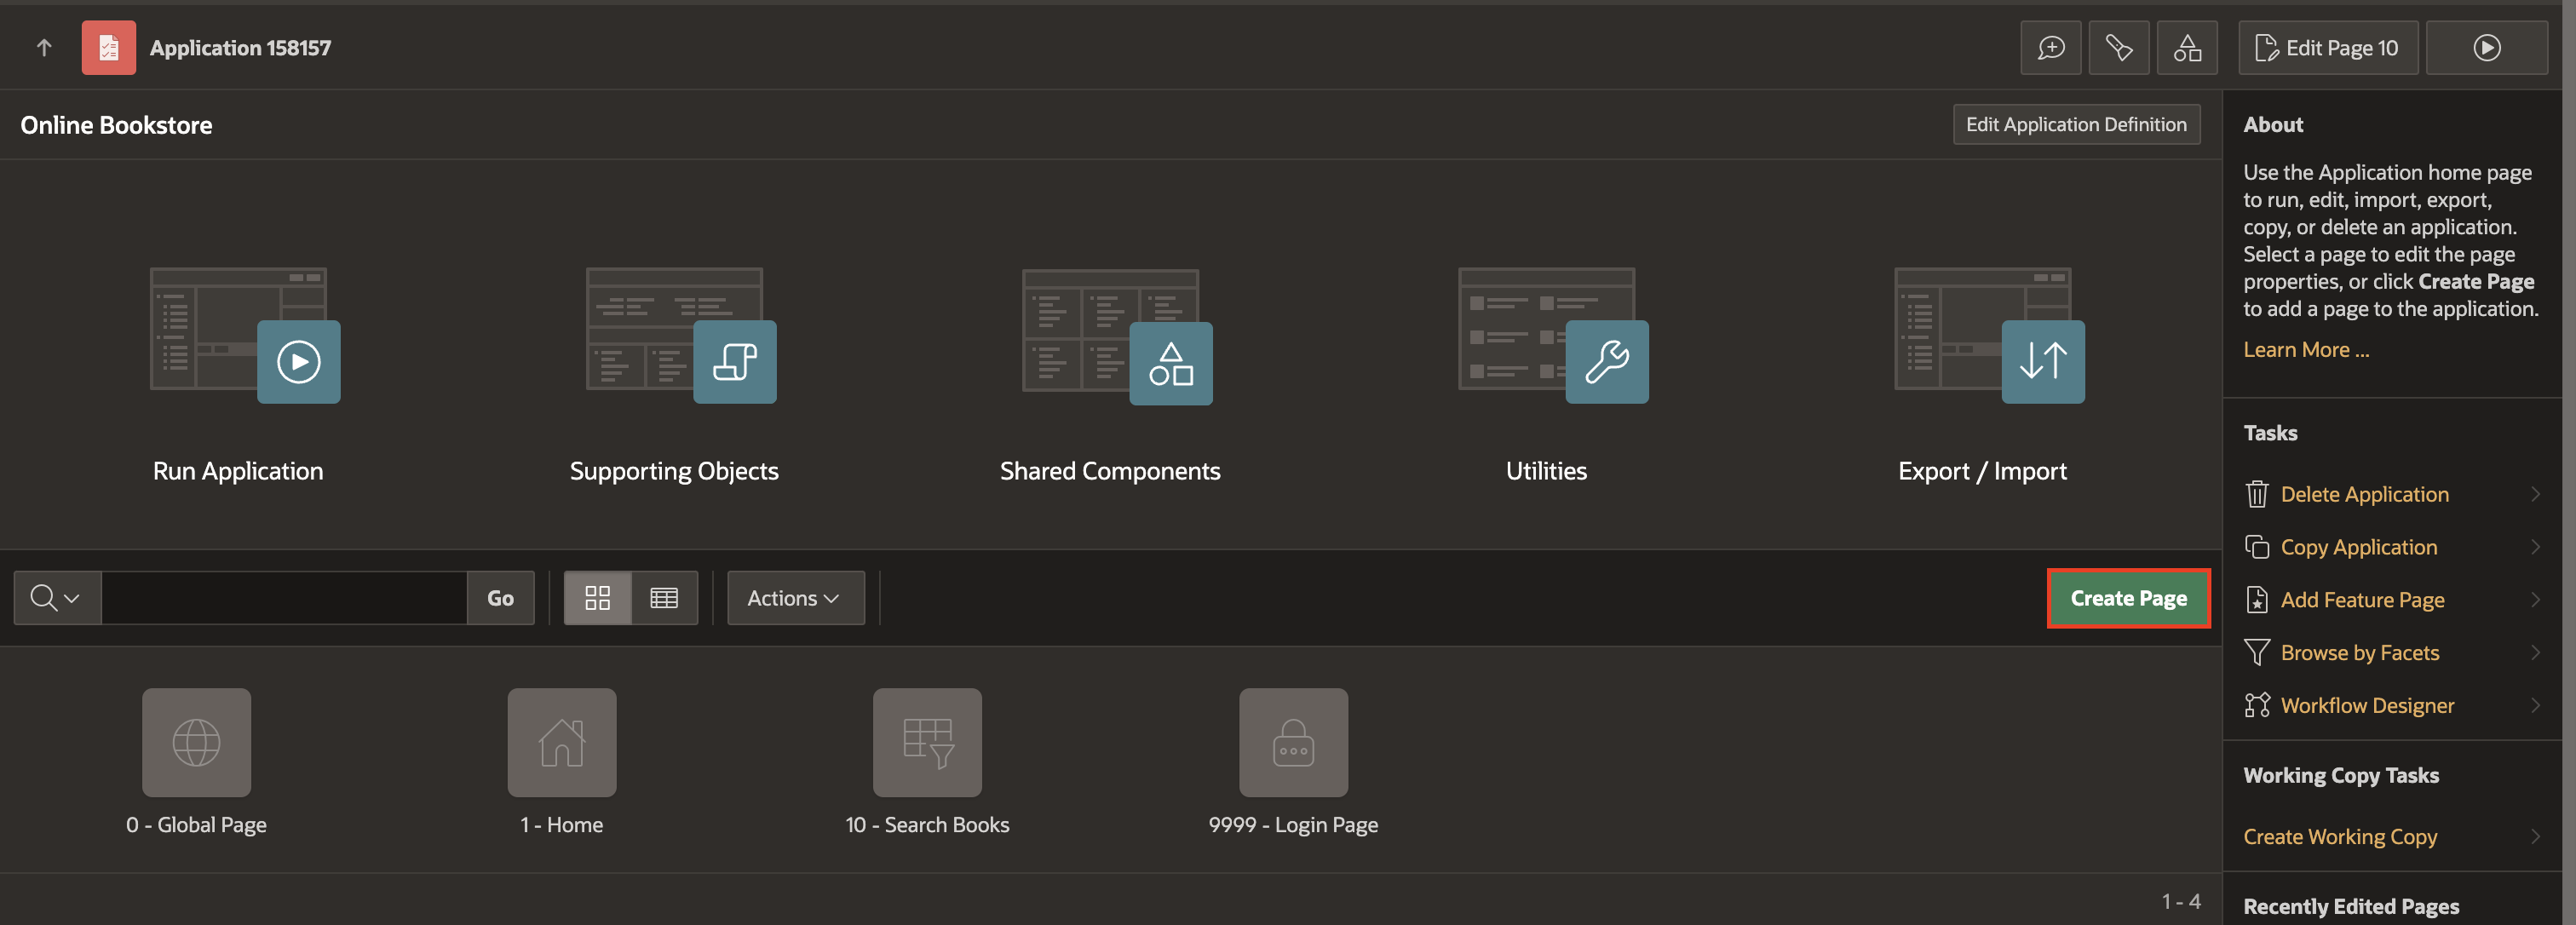 Application 158157
Edit Page 10
Online Bookstore
Edit Application Definition
Run Application
Supporting Objects
Shared Components
Utilities
Export / Import
Go
Actions
Create Page
0 - Global Page
1 - Home
10 - Search Books
9999 - Login Page
1 - 4
About
Use the Application home page
to run, edit, import, export,
copy, or delete an application.
Select a page to edit the page
properties, or click Create Page
to add a page to the application.
Learn More ...
Tasks
Delete Application
Copy Application
Add Feature Page
Browse by Facets
Workflow Designer
Working Copy Tasks
Create Working Copy
Recently Edited Pages